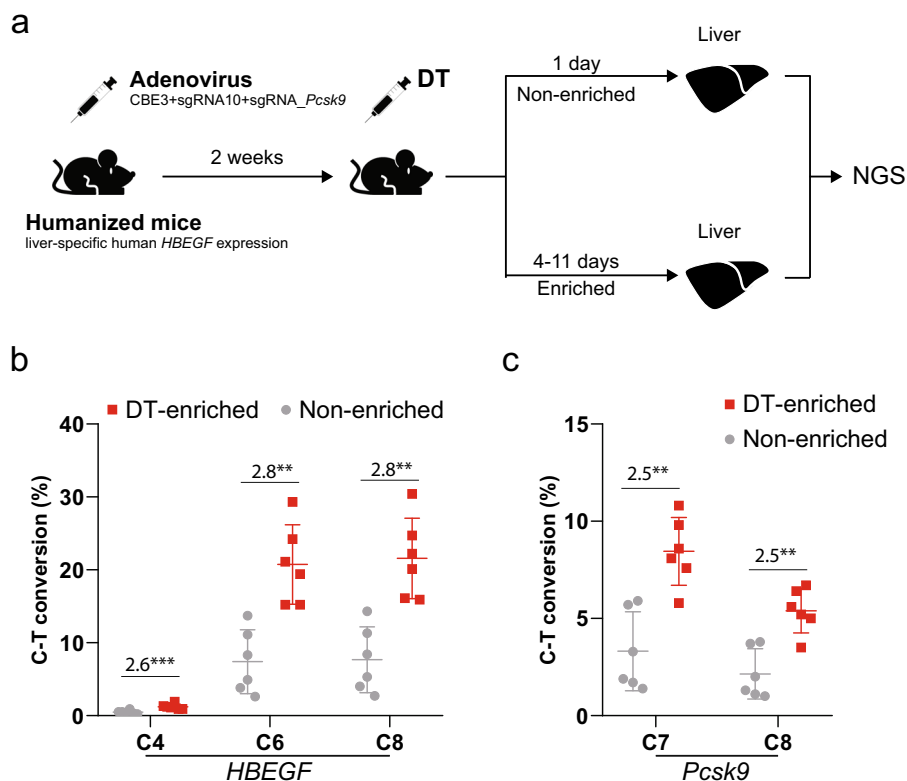 a
Adenovirus
CBE3+sgRNA10+sgRNA_Pcsk9
DT
2 weeks
Humanized mice
liver-specific human HBEGF expression
1 day
Non-enriched
Liver
4-11 days
Enriched
Liver
NGS
b
DT-enriched
Non-enriched
C-T conversion (%)
40
30
20
10
0
2.6***
2.8**
2.8**
C4
C6
C8
HBEGF
c
DT-enriched
Non-enriched
C-T conversion (%)
15
10
5
0
2.5**
2.5**
C7
C8
Pcsk9